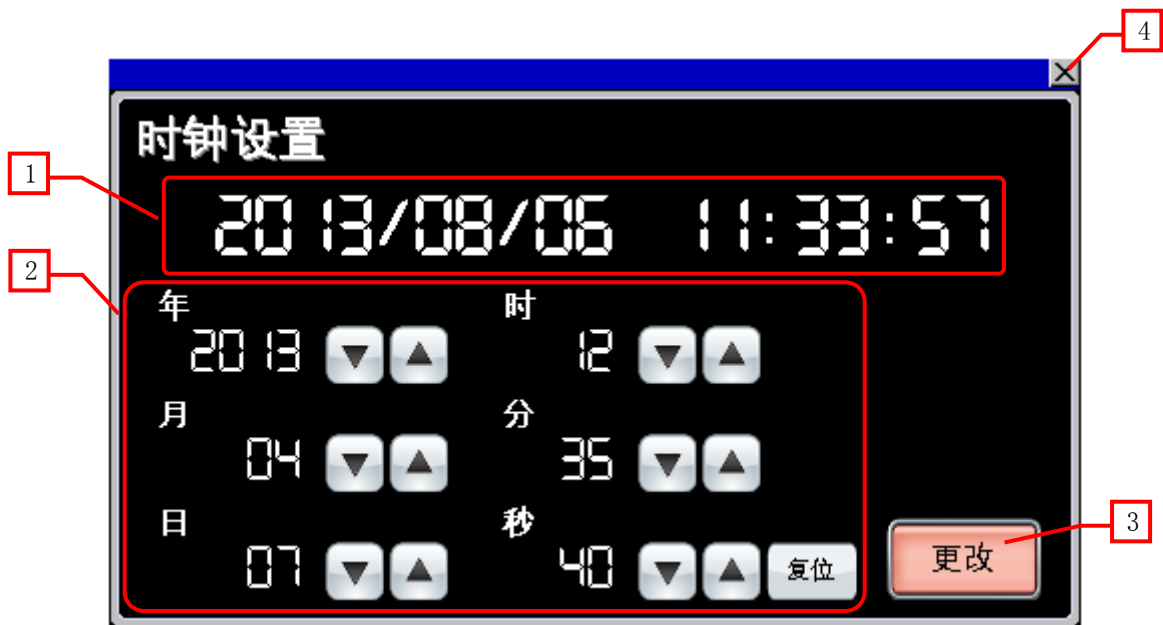 4
时钟设置
1
2013/08/06 11:33:57
2
年 时
2013 ▼ ▲ 12 ▼ ▲
月 分
04 ▼ ▲ 35 ▼ ▲
日 秒
07 ▼ ▲ 40 ▼ ▲ 复位
更改
3